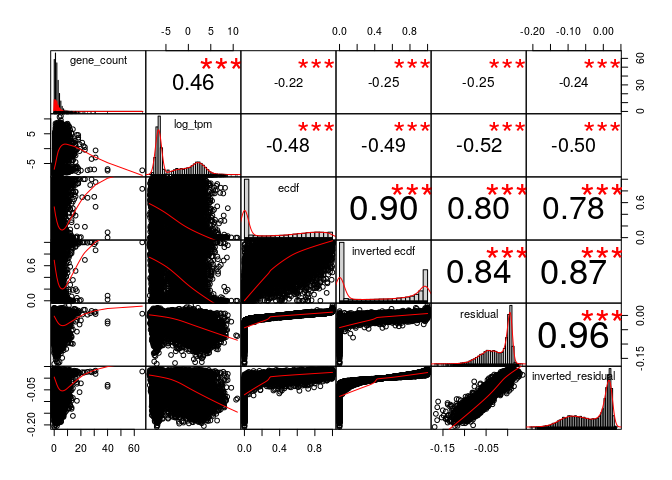 -5 0 5 10 0.0 0.4 0.8 -0.20 -0.10 0.00
gene_count *** 0.46 *** -0.22 *** -0.25 *** -0.25 *** -0.24 0 20 40 60
-5 5 log_tpm *** -0.48 *** -0.49 *** -0.52 *** -0.50
ecdf *** 0.90 *** 0.80 *** 0.78 0.0 0.6
0.0 0.6 inverted ecdf *** 0.84 *** 0.87
residual *** 0.96 -0.15 0.00
-0.20 -0.05 inverted_residual
0 20 40 60 0.0 0.4 0.8 -0.15 -0.05